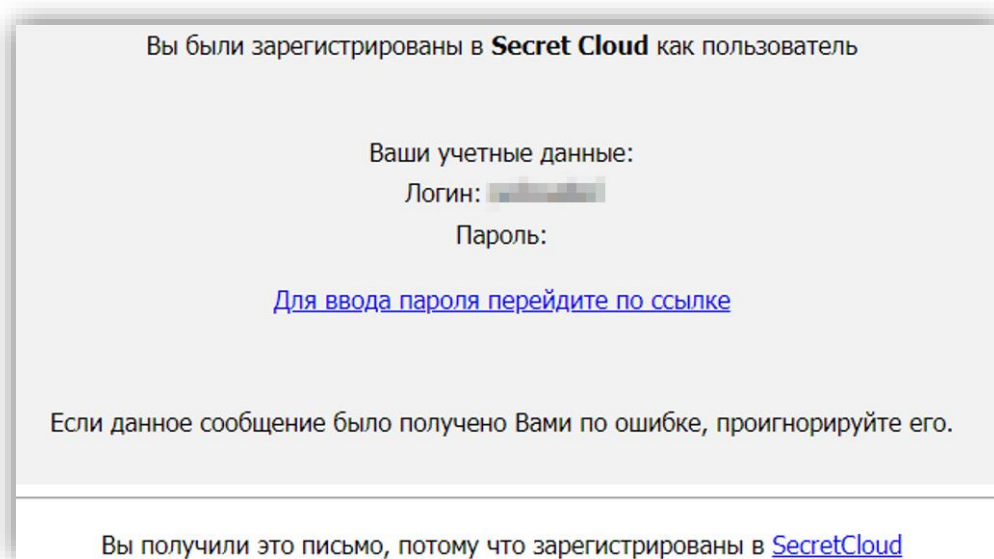 Вы были зарегистрированы в Secret Cloud как пользователь
Ваши учетные данные:
Логин:
Пароль:
Для ввода пароля перейдите по ссылке
Если данное сообщение было получено Вами по ошибке, проигнорируйте его.
Вы получили это письмо, потому что зарегистрированы в SecretCloud